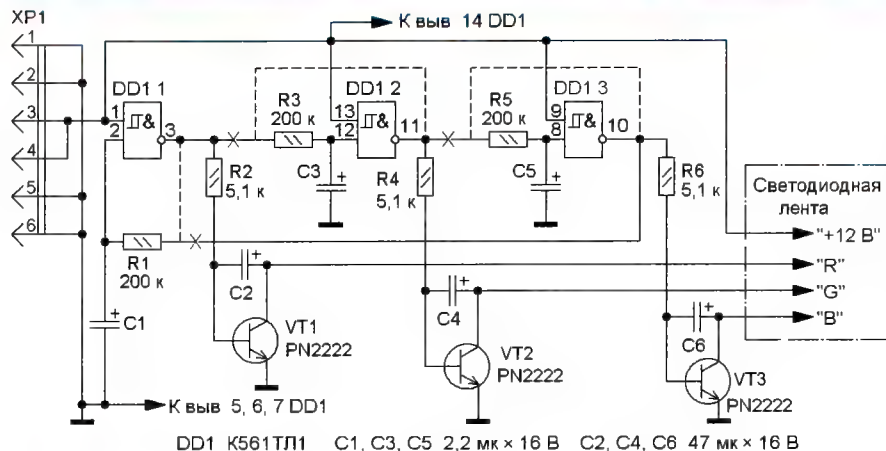 XP1
К выв 14 DD1
1
2
3
4
5
6
DD1 1
1
2
&
3
R3
200 к
DD1 2
13
12
&
11
R5
200 к
DD1 3
9
8
&
10
R2
5,1 к
C3 +
R4
5,1 к
C5 +
R6
5,1 к
Светодиодная
лента
"+12 В"
"R"
"G"
"B"
R1
200 к
+ C1
+
C2
+
C4
+
C6
VT1
PN2222
VT2
PN2222
VT3
PN2222
К выв 5, 6, 7 DD1
DD1 К561ТЛ1 C1, C3, C5 2,2 мк × 16 В C2, C4, C6 47 мк × 16 В